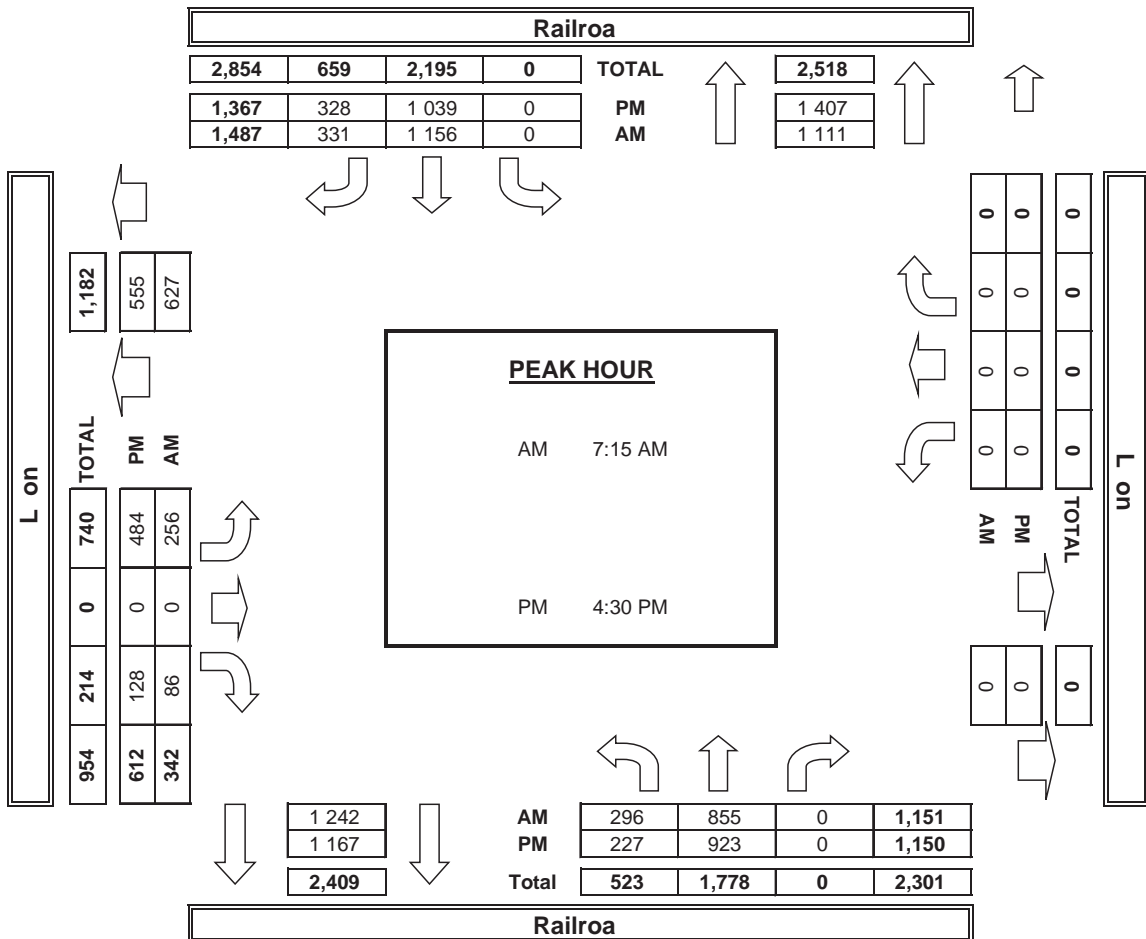 Railroa
2,854 659 2,195 0 TOTAL 2,518
1,367 328 1 039 0 PM 1 407
1,487 331 1 156 0 AM 1 111
L on
1,182 555 627
TOTAL PM AM
740 484 256
0 0 0
214 128 86
954 612 342
PEAK HOUR
AM 7:15 AM
PM 4:30 PM
0 0 0
0 0 0
0 0 0
0 0 0
AM PM TOTAL
0 0 0
L on
1 242 AM 296 855 0 1,151
1 167 PM 227 923 0 1,150
2,409 Total 523 1,778 0 2,301
Railroa